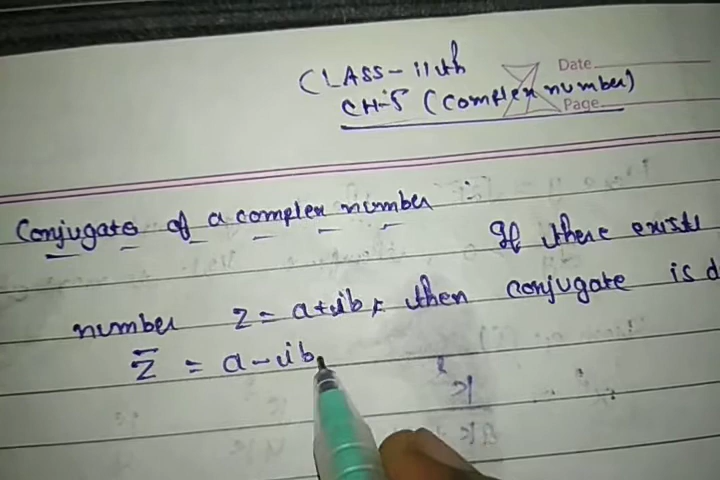 CLASS-11th
Date
CH-5 (Complex number)
Page
Conjugate of a complex number :-
If there exists
number z = a+ib, then conjugate is d
z̅ = a-ib